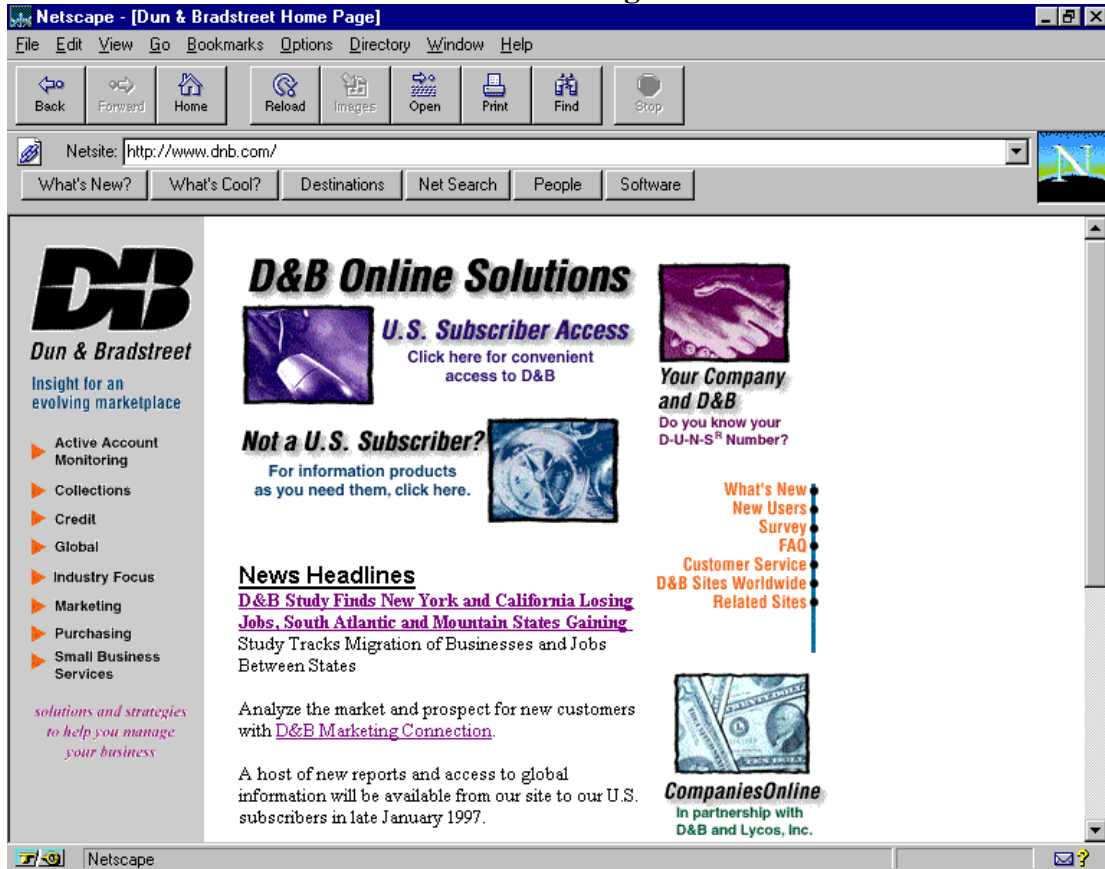 Netscape - [Dun & Bradstreet Home Page]
File Edit View Go Bookmarks Options Directory Window Help
Back Forward Home Reload Images Open Print Find Stop
Netsite: http://www.dnb.com/
What's New? What's Cool? Destinations Net Search People Software
DB
Dun & Bradstreet
Insight for an
evolving marketplace
Active Account
Monitoring
Collections
Credit
Global
Industry Focus
Marketing
Purchasing
Small Business
Services
solutions and strategies
to help you manage
your business
D&B Online Solutions
U.S. Subscriber Access
Click here for convenient
access to D&B
Not a U.S. Subscriber?
For information products
as you need them, click here.
News Headlines
D&B Study Finds New York and California Losing
Jobs, South Atlantic and Mountain States Gaining
Study Tracks Migration of Businesses and Jobs
Between States
Analyze the market and prospect for new customers
with D&B Marketing Connection.
A host of new reports and access to global
information will be available from our site to our U.S.
subscribers in late January 1997.
Your Company
and D&B
Do you know your
D-U-N-S® Number?
What's New
New Users
Survey
FAQ
Customer Service
D&B Sites Worldwide
Related Sites
CompaniesOnline
In partnership with
D&B and Lycos, Inc.
N
Netscape